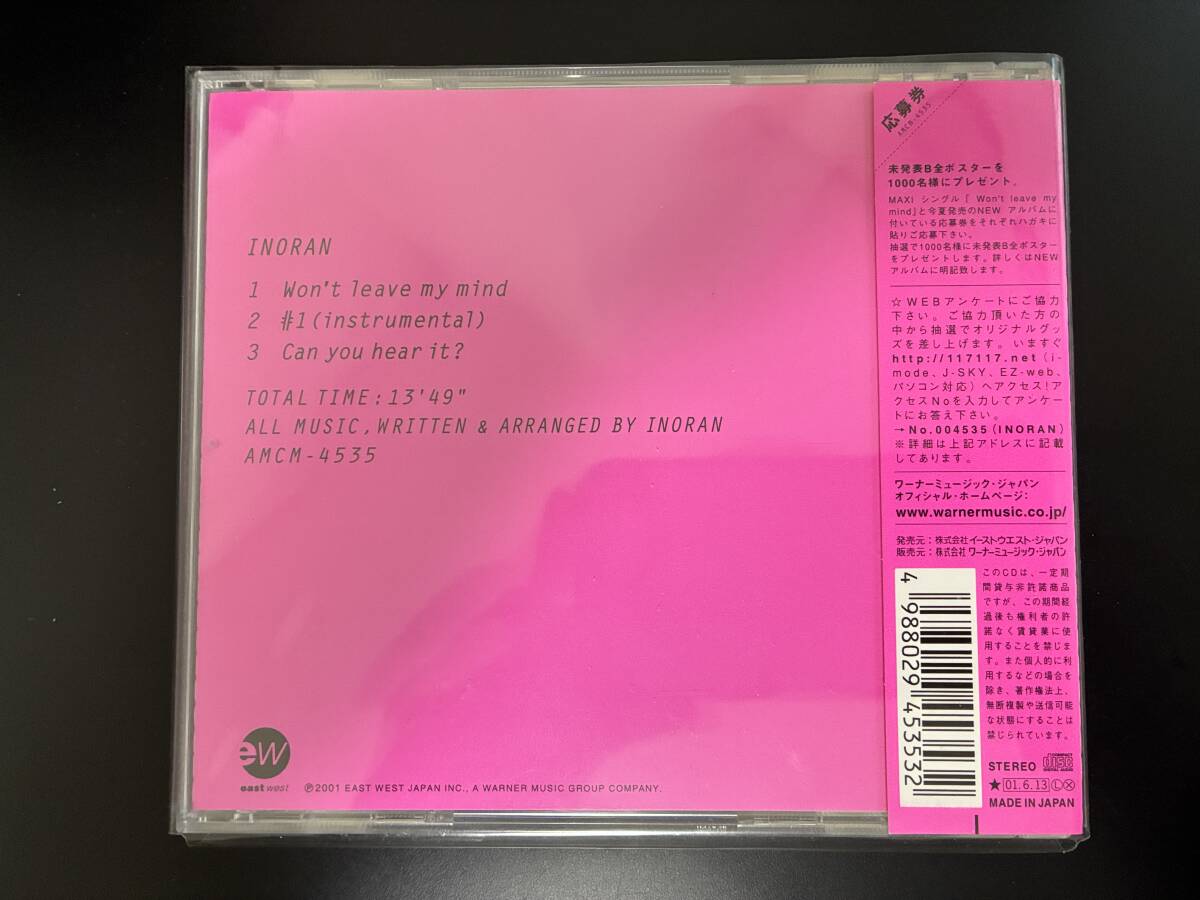 INORAN
1 Won't leave my mind
2 #1(instrumental)
3 Can you hear it?
TOTAL TIME:13'49"
ALL MUSIC,WRITTEN & ARRANGED BY INORAN
AMCM-4535
ew
east west
℗2001 EAST WEST JAPAN INC., A WARNER MUSIC GROUP COMPANY.
応募券
AMCM-4535
未発表B全ポスターを
1000名様にプレゼント。
MAXI シングル『 Won't leave my
mind』と今夏発売のNEW アルバムに
付いている応募券をそれぞれハガキに
貼りご応募下さい。
抽選で1000名様に未発表B全ポスター
をプレゼントします。詳しくはNEW
アルバムに明記致します。
☆WEBアンケートにご協力
下さい。ご協力頂いた方の
中から抽選でオリジナルグッ
ズを差し上げます。いますぐ
http://117117.net(i-
mode、J-SKY、EZ-web、
パソコン対応)へアクセス!ア
クセスNoを入力してアンケー
トにお答え下さい。
→No.004535(INORAN)
※詳細は上記アドレスに記載
してあります。
ワーナーミュージック・ジャパン
オフィシャル・ホームページ:
www.warnermusic.co.jp/
発売元:株式会社イーストウエスト・ジャパン
販売元:株式会社ワーナーミュージック・ジャパン
4 988029 453532
このCDは、一定期
間貸与非許諾商品
ですが、この期間経
過後も権利者の許
諾なく賃貸業に使
用することを禁じま
す。また個人的に利
用するなどの場合を
除き、著作権法上、
無断複製や送信可能
な状態にすることは
禁じられています。
STEREO
COMPACT
disc
DIGITAL AUDIO
★01.6.13ⓁⓍ
MADE IN JAPAN